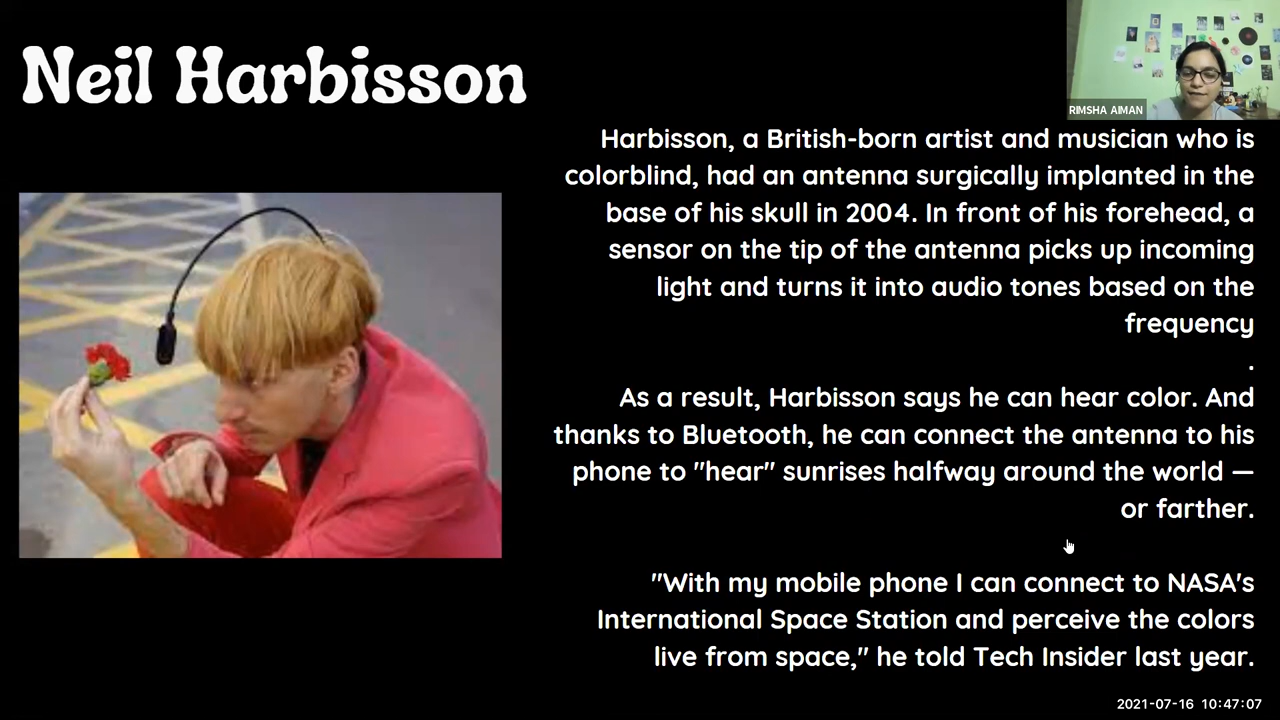 Neil Harbisson
RIMSHA AIMAN
Harbisson, a British-born artist and musician who is
colorblind, had an antenna surgically implanted in the
base of his skull in 2004. In front of his forehead, a
sensor on the tip of the antenna picks up incoming
light and turns it into audio tones based on the
frequency
.
As a result, Harbisson says he can hear color. And
thanks to Bluetooth, he can connect the antenna to his
phone to "hear" sunrises halfway around the world —
or farther.
"With my mobile phone I can connect to NASA's
International Space Station and perceive the colors
live from space," he told Tech Insider last year.
2021-07-16 10:47:07